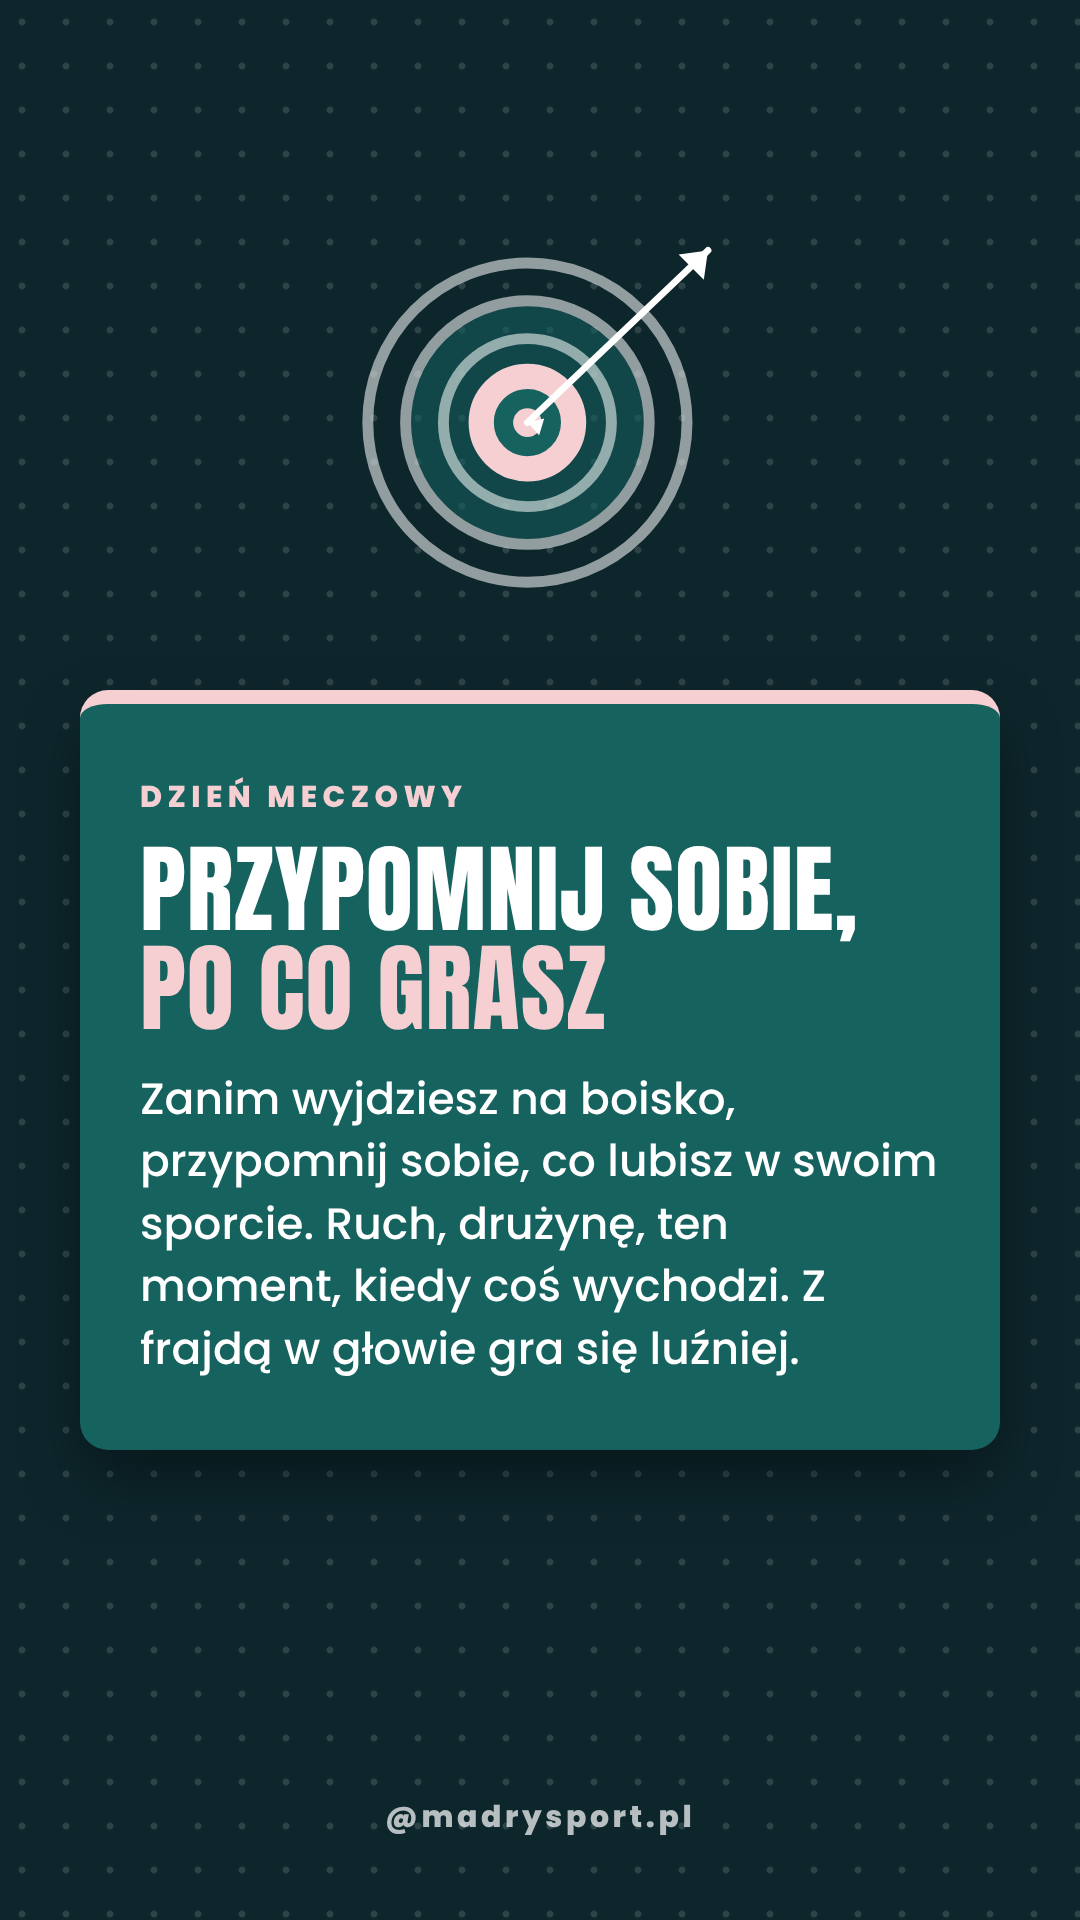 DZIEŃ MECZOWY
PRZYPOMNIJ SOBIE,
PO CO GRASZ
Zanim wyjdziesz na boisko,
przypomnij sobie, co lubisz w swoim
sporcie. Ruch, drużynę, ten
moment, kiedy coś wychodzi. Z
frajdą w głowie gra się luźniej.
@madrysport.pl